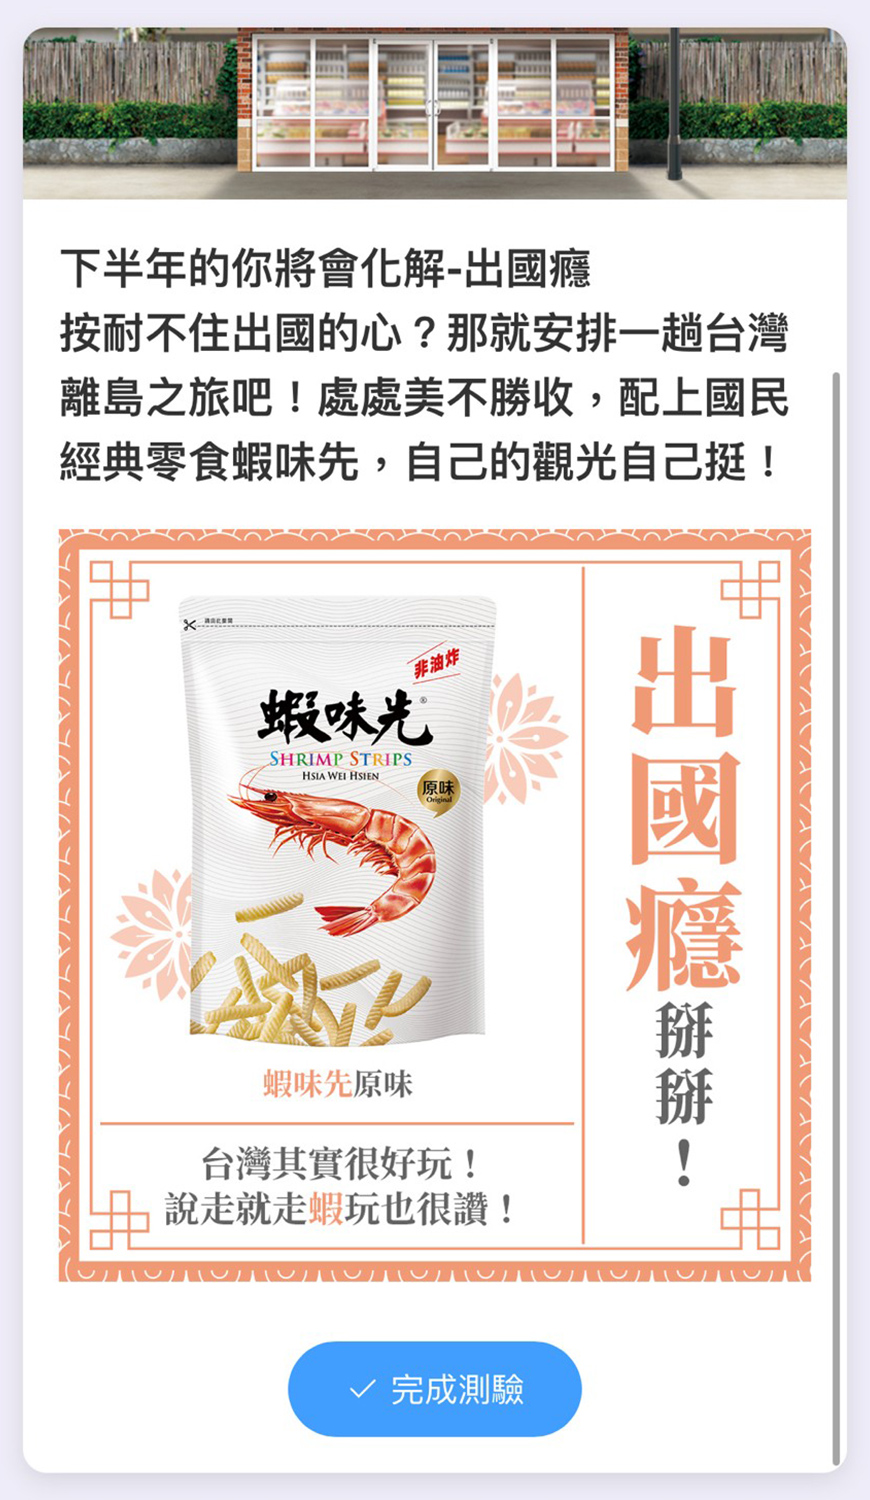 下半年的你將會化解-出國癮
按耐不住出國的心？那就安排一趟台灣
離島之旅吧！處處美不勝收，配上國民
經典零食蝦味先，自己的觀光自己挺！
請由此撕開
非油炸
蝦味先®
SHRIMP STRIPS
HSIA WEI HSIEN
原味
Original
蝦味先原味
台灣其實很好玩！
說走就走蝦玩也很讚！
出國癮掰掰！
完成測驗